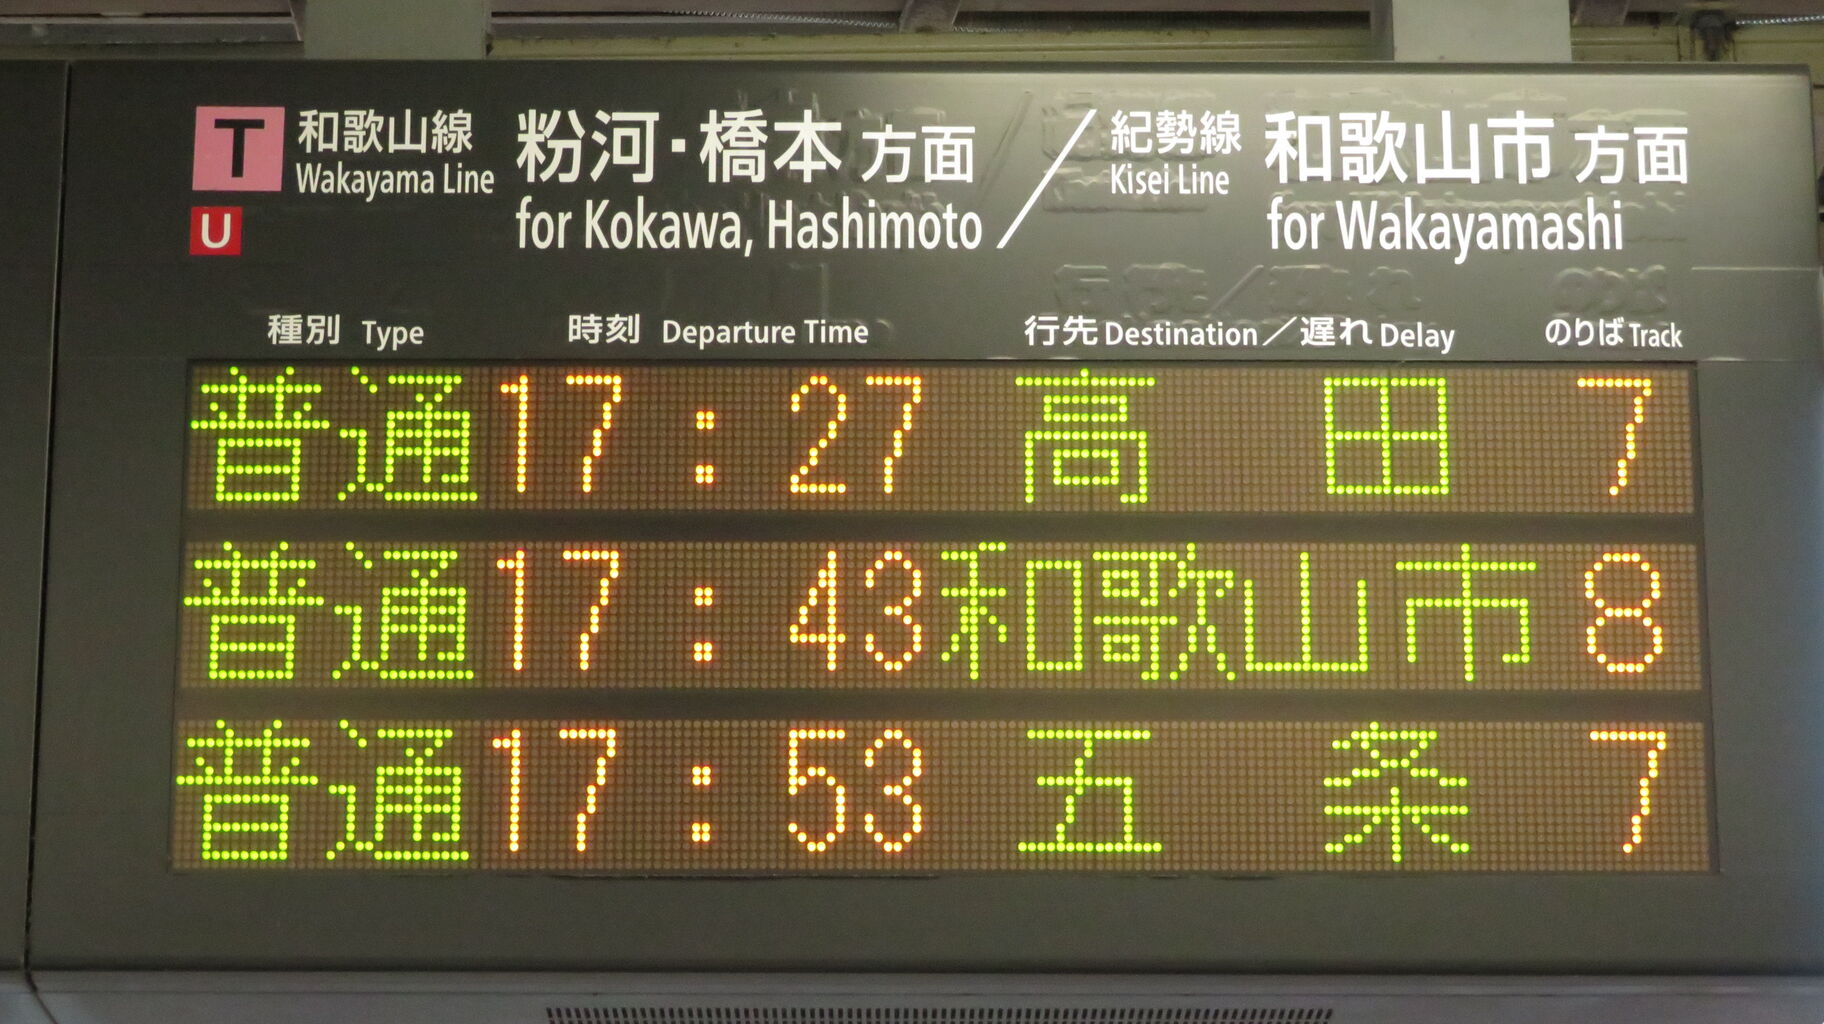 T 和歌山線 粉河・橋本 方面 / 紀勢線 和歌山市 方面
Wakayama Line for Kokawa, Hashimoto Kisei Line for Wakayamashi
U
種別 Type 時刻 Departure Time 行先 Destination / 遅れ Delay のりば Track
普通 17:27 高田 7
普通 17:43 和歌山市 8
普通 17:53 五条 7